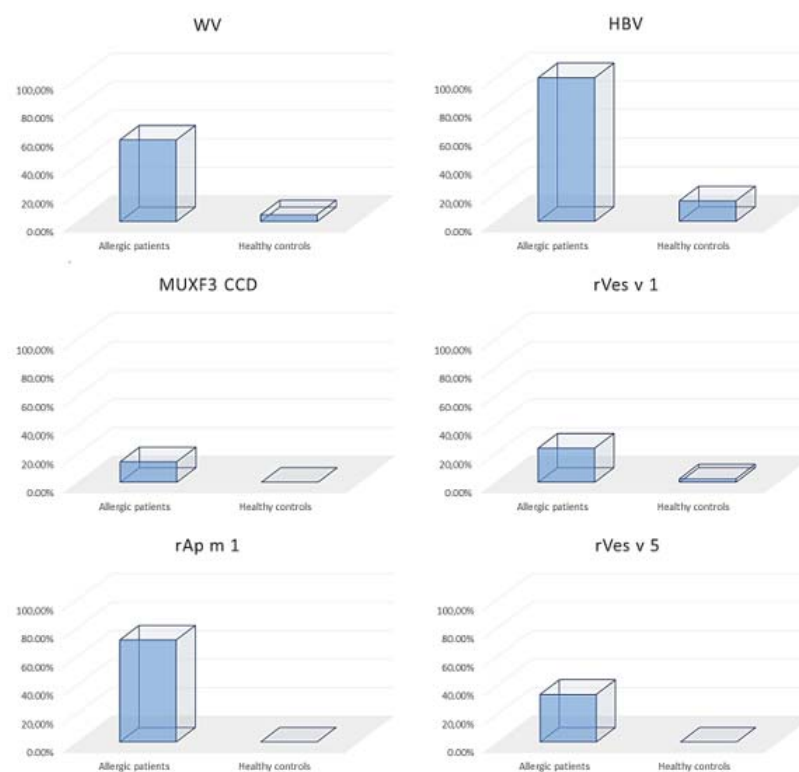 WV
100,00%
80.00%
60.00%
40.00%
20,00%
0.00%
Allergic patients
Healthy controls
HBV
100,00%
80.00%
60.00%
40.00%
20,00%
0.00%
Allergic patients
Healthy controls
MUXF3 CCD
100,00%
80.00%
60.00%
40.00%
20.00%
0.00%
Allergic patients
Healthy controls
rVes v 1
100,00%
80.00%
60.00%
40.00%
20.00%
0.00%
Allergic patients
Healthy controls
rAp m 1
100,00%
80.00%
60.00%
40.00%
20,00%
0.00%
Allergic patients
Healthy controls
rVes v 5
100,00%
80.00%
60.00%
40.00%
20,00%
0.00%
Allergic patients
Healthy controls